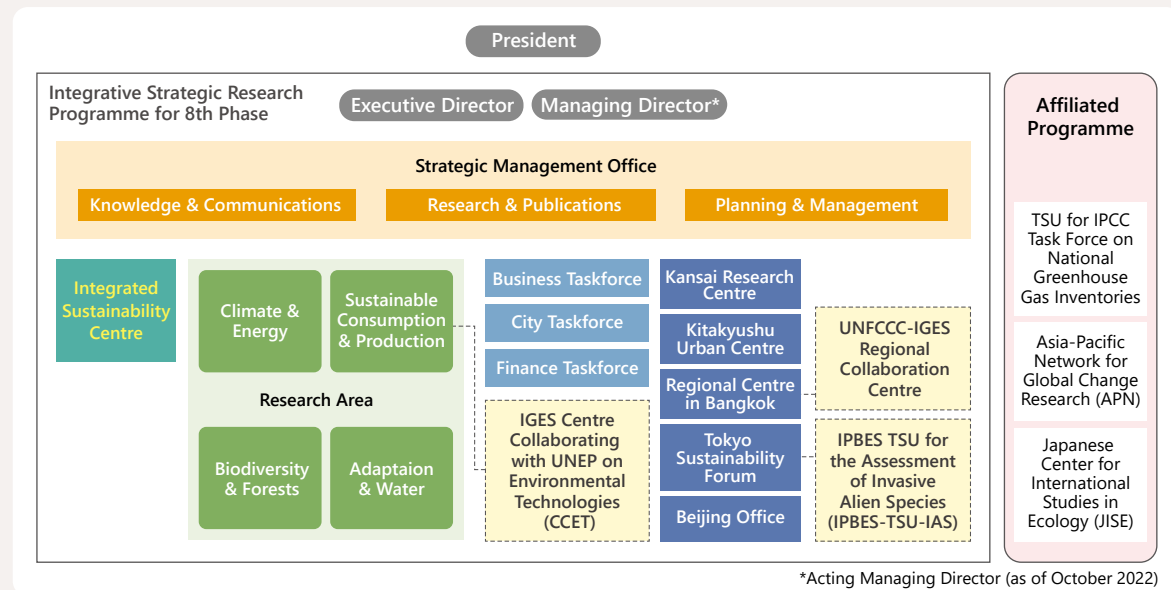 President
Integrative Strategic Research
Programme for 8th Phase
Executive Director
Managing Director*
Strategic Management Office
Knowledge & Communications
Research & Publications
Planning & Management
Integrated
Sustainability
Centre
Climate &
Energy
Sustainable
Consumption
& Production
Research Area
Biodiversity
& Forests
Adaptaion
& Water
Business Taskforce
City Taskforce
Finance Taskforce
IGES Centre
Collaborating
with UNEP on
Environmental
Technologies
(CCET)
Kansai Research
Centre
Kitakyushu
Urban Centre
Regional Centre
in Bangkok
Tokyo
Sustainability
Forum
Beijing Office
UNFCCC-IGES
Regional
Collaboration
Centre
IPBES TSU for
the Assessment
of Invasive
Alien Species
(IPBES-TSU-IAS)
Affiliated
Programme
TSU for IPCC
Task Force on
National
Greenhouse
Gas Inventories
Asia-Pacific
Network for
Global Change
Research (APN)
Japanese
Center for
International
Studies in
Ecology (JISE)
*Acting Managing Director (as of October 2022)